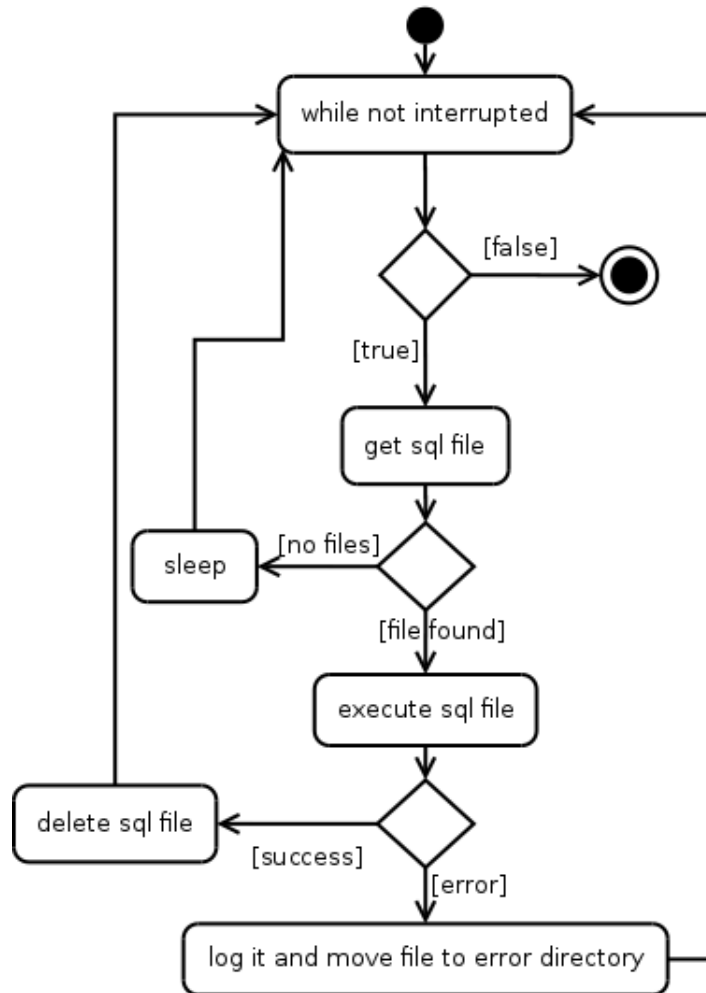 while not interrupted
[false]
[true]
get sql file
[no files]
sleep
[file found]
execute sql file
delete sql file
[success]
[error]
log it and move file to error directory